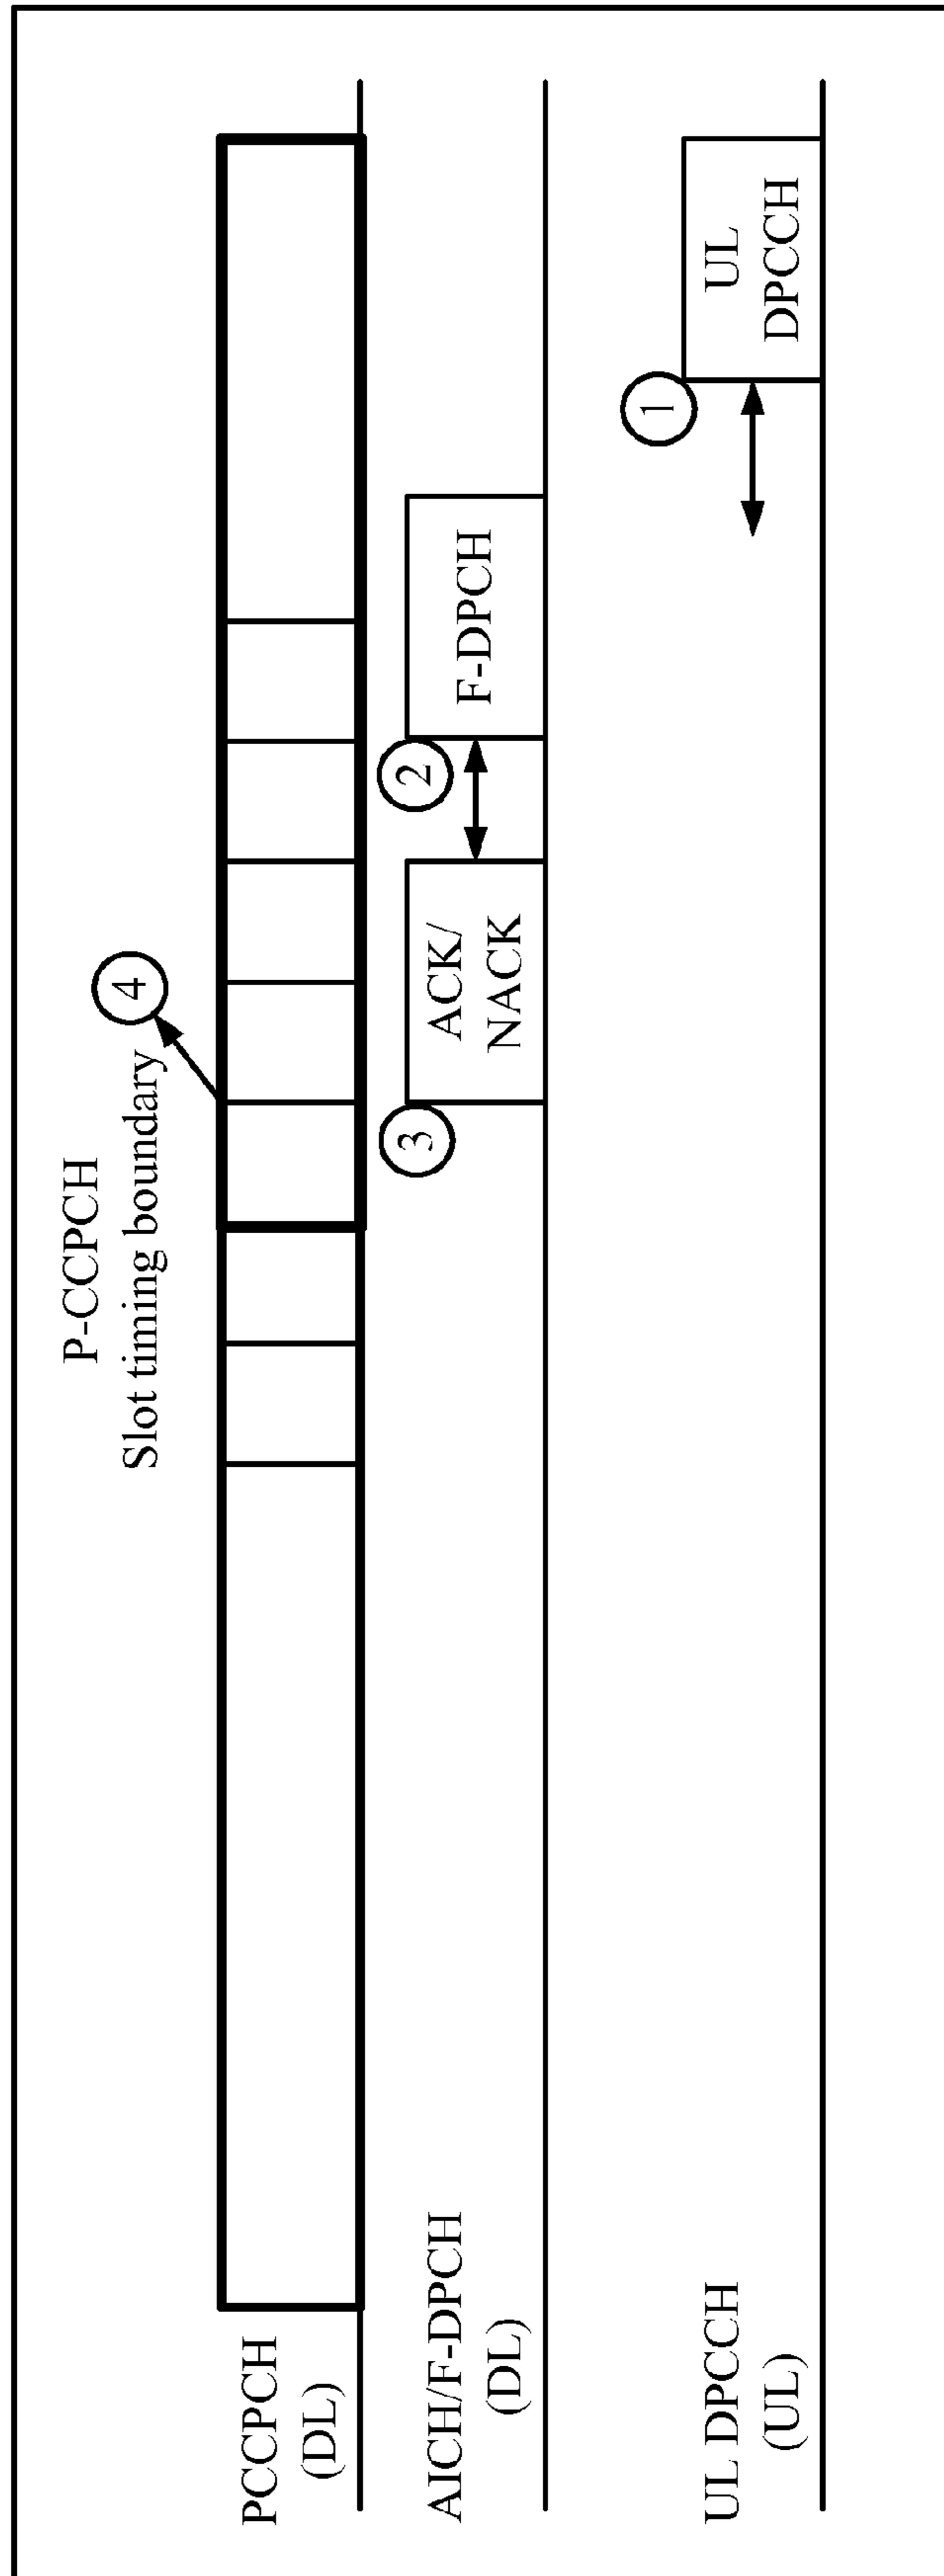 P-CCPCH
Slot timing boundary
4
PCCPCH
(DL)
3
ACK/
NACK
2
F-DPCH
AICH/F-DPCH
(DL)
1
UL
DPCCH
UL DPCCH
(UL)